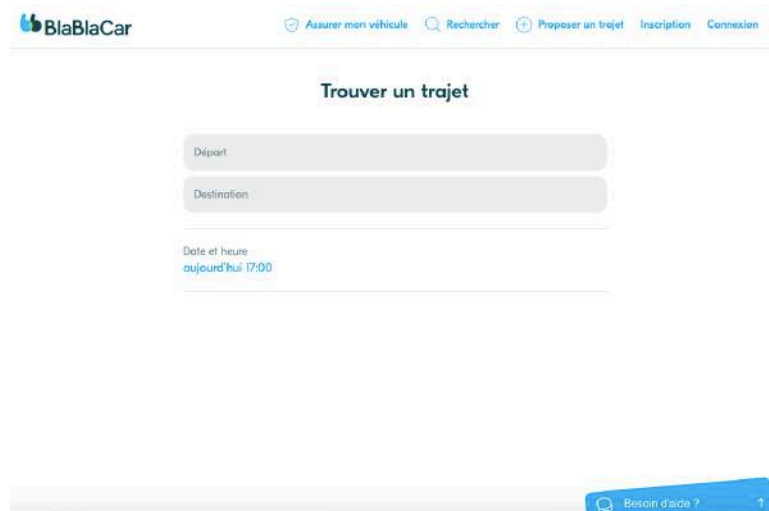 BlaBlaCar
Assurer mon véhicule Rechercher Proposer un trajet Inscription Connexion
Trouver un trajet
Départ
Destination
Date et heure
aujourd'hui 17:00
Besoin d'aide ?